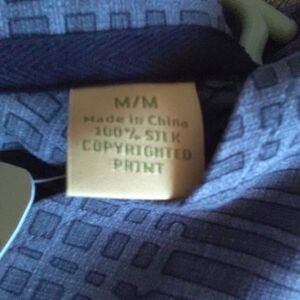 M/M
Made in China
100% SILK
COPYRIGHTED
PRINT